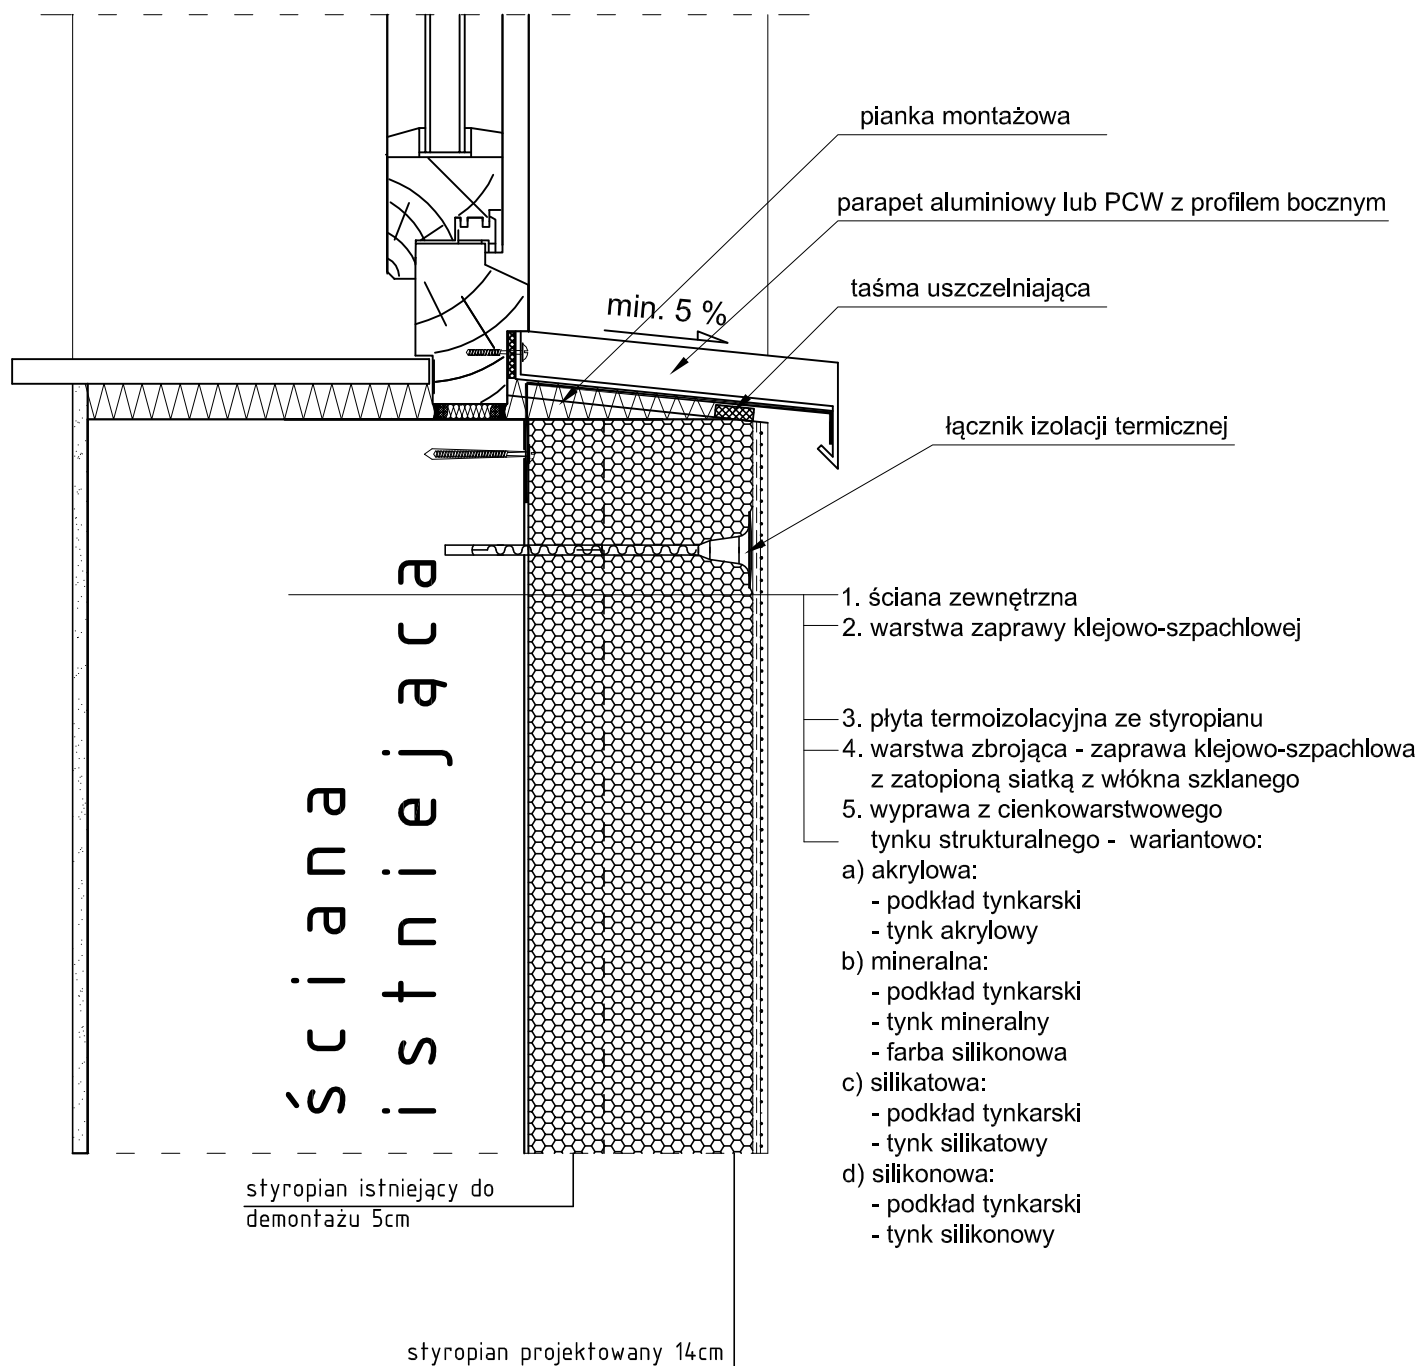 pianka montażowa
parapet aluminiowy lub PCW z profilem bocznym
taśma uszczelniająca
min. 5 %
łącznik izolacji termicznej
1. ściana zewnętrzna
2. warstwa zaprawy klejowo-szpachlowej
3. płyta termoizolacyjna ze styropianu
4. warstwa zbrojąca - zaprawa klejowo-szpachlowa
z zatopioną siatką z włókna szklanego
5. wyprawa z cienkowarstwowego
tynku strukturalnego - wariantowo:
a) akrylowa:
- podkład tynkarski
- tynk akrylowy
b) mineralna:
- podkład tynkarski
- tynk mineralny
- farba silikonowa
c) silikatowa:
- podkład tynkarski
- tynk silikatowy
d) silikonowa:
- podkład tynkarski
- tynk silikonowy
ściana
istniejąca
styropian istniejący do
demontażu 5cm
styropian projektowany 14cm